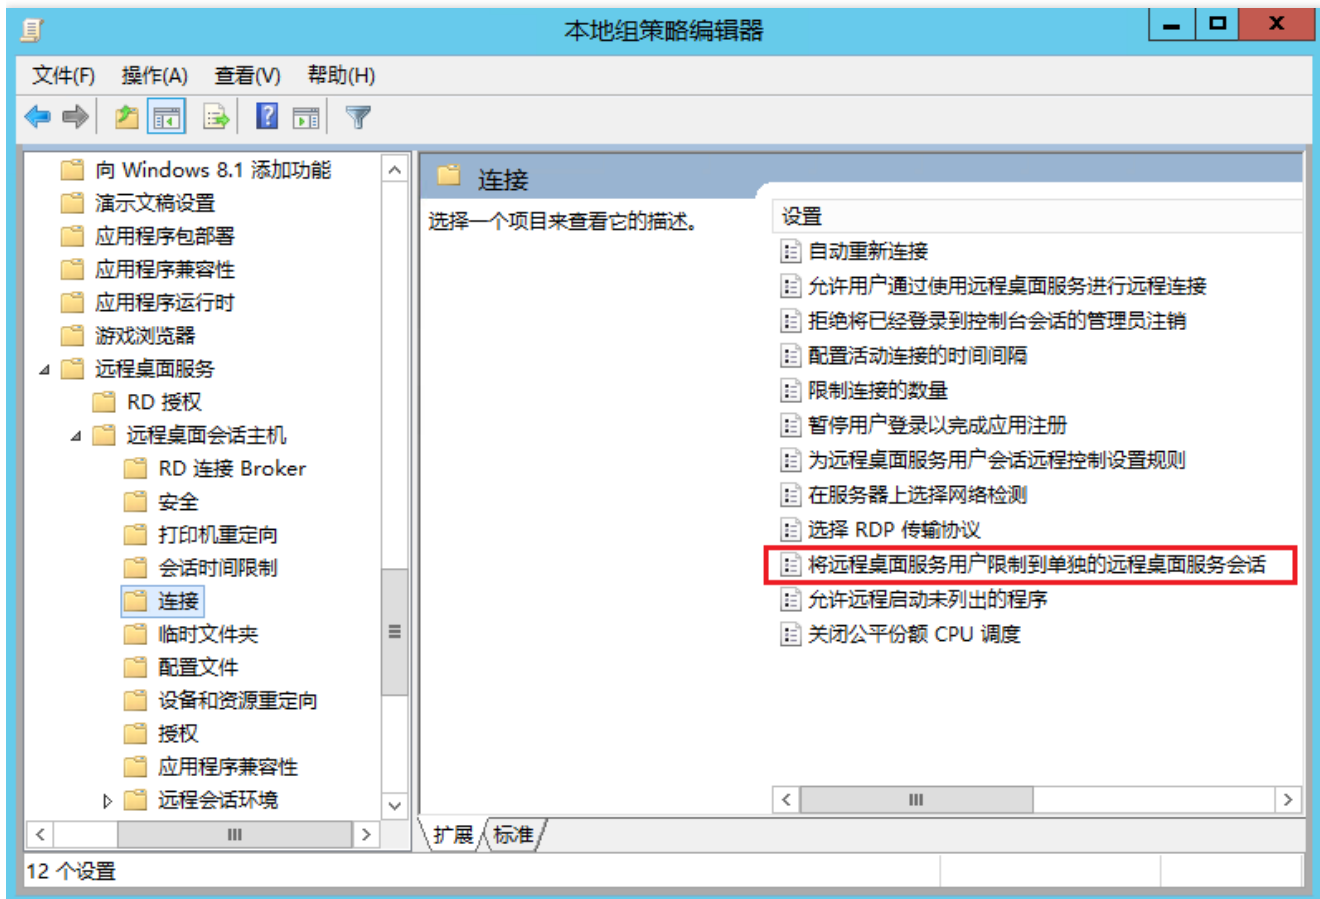 本地组策略编辑器
文件(F) 操作(A) 查看(V) 帮助(H)
向 Windows 8.1 添加功能
演示文稿设置
应用程序包部署
应用程序兼容性
应用程序运行时
游戏浏览器
远程桌面服务
RD 授权
远程桌面会话主机
RD 连接 Broker
安全
打印机重定向
会话时间限制
连接
临时文件夹
配置文件
设备和资源重定向
授权
应用程序兼容性
远程会话环境
连接
选择一个项目来查看它的描述。
设置
自动重新连接
允许用户通过使用远程桌面服务进行远程连接
拒绝将已经登录到控制台会话的管理员注销
配置活动连接的时间间隔
限制连接的数量
暂停用户登录以完成应用注册
为远程桌面服务用户会话远程控制设置规则
在服务器上选择网络检测
选择 RDP 传输协议
将远程桌面服务用户限制到单独的远程桌面服务会话
允许远程启动未列出的程序
关闭公平份额 CPU 调度
扩展 标准
12 个设置